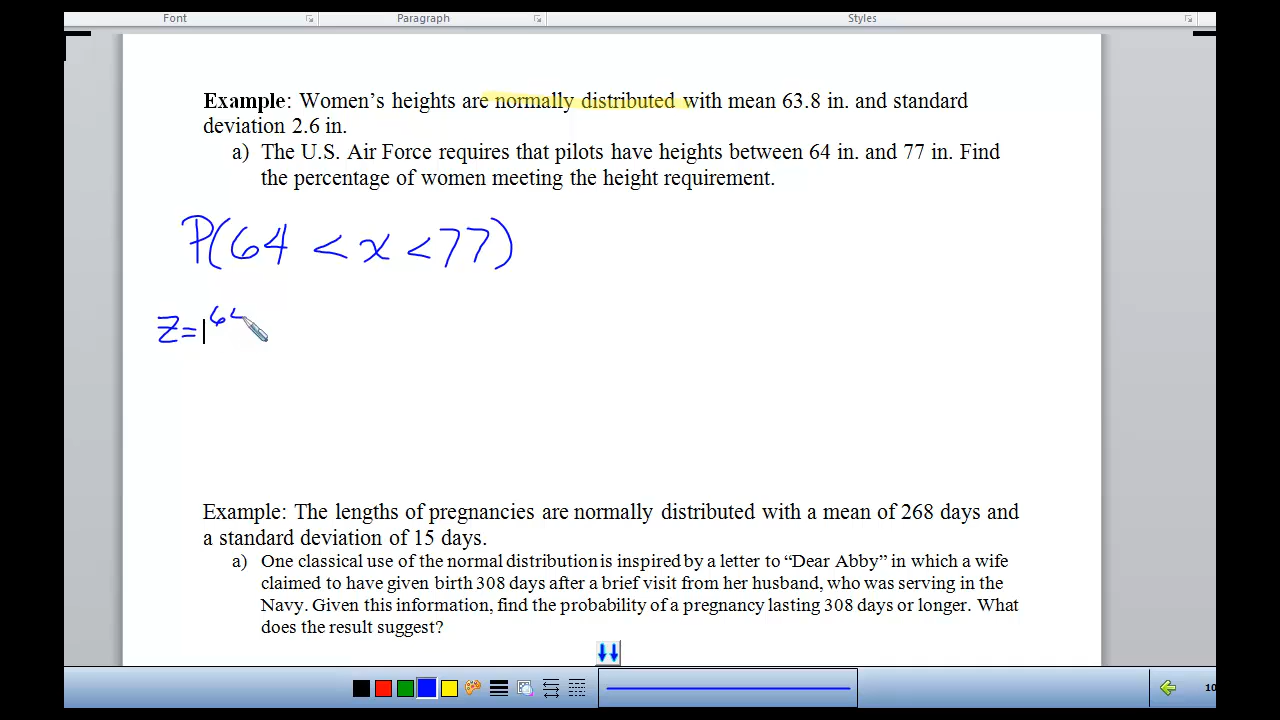 Font Paragraph Styles
Example: Women’s heights are normally distributed with mean 63.8 in. and standard
deviation 2.6 in.
a) The U.S. Air Force requires that pilots have heights between 64 in. and 77 in. Find
the percentage of women meeting the height requirement.
P(64 < x < 77)
Z= 64
Example: The lengths of pregnancies are normally distributed with a mean of 268 days and
a standard deviation of 15 days.
a) One classical use of the normal distribution is inspired by a letter to “Dear Abby” in which a wife
claimed to have given birth 308 days after a brief visit from her husband, who was serving in the
Navy. Given this information, find the probability of a pregnancy lasting 308 days or longer. What
does the result suggest?
10